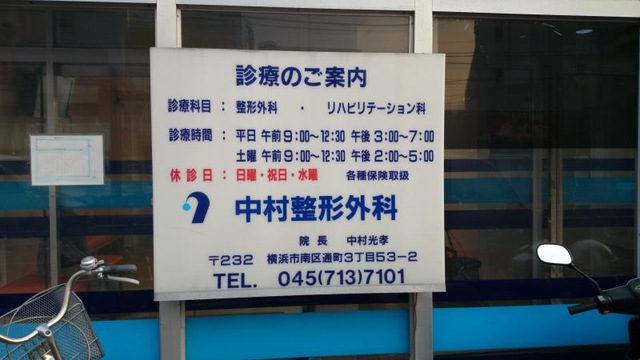 診療のご案内
診療科目： 整形外科 ・ リハビリテーション科
診療時間： 平日 午前9:00〜12:30 午後3:00〜7:00
土曜 午前9:00〜12:30 午後2:00〜5:00
休診日： 日曜・祝日・水曜 各種保険取扱
中村整形外科
院長 中村光孝
〒232 横浜市南区通町3丁目53−2
TEL. 045(713)7101